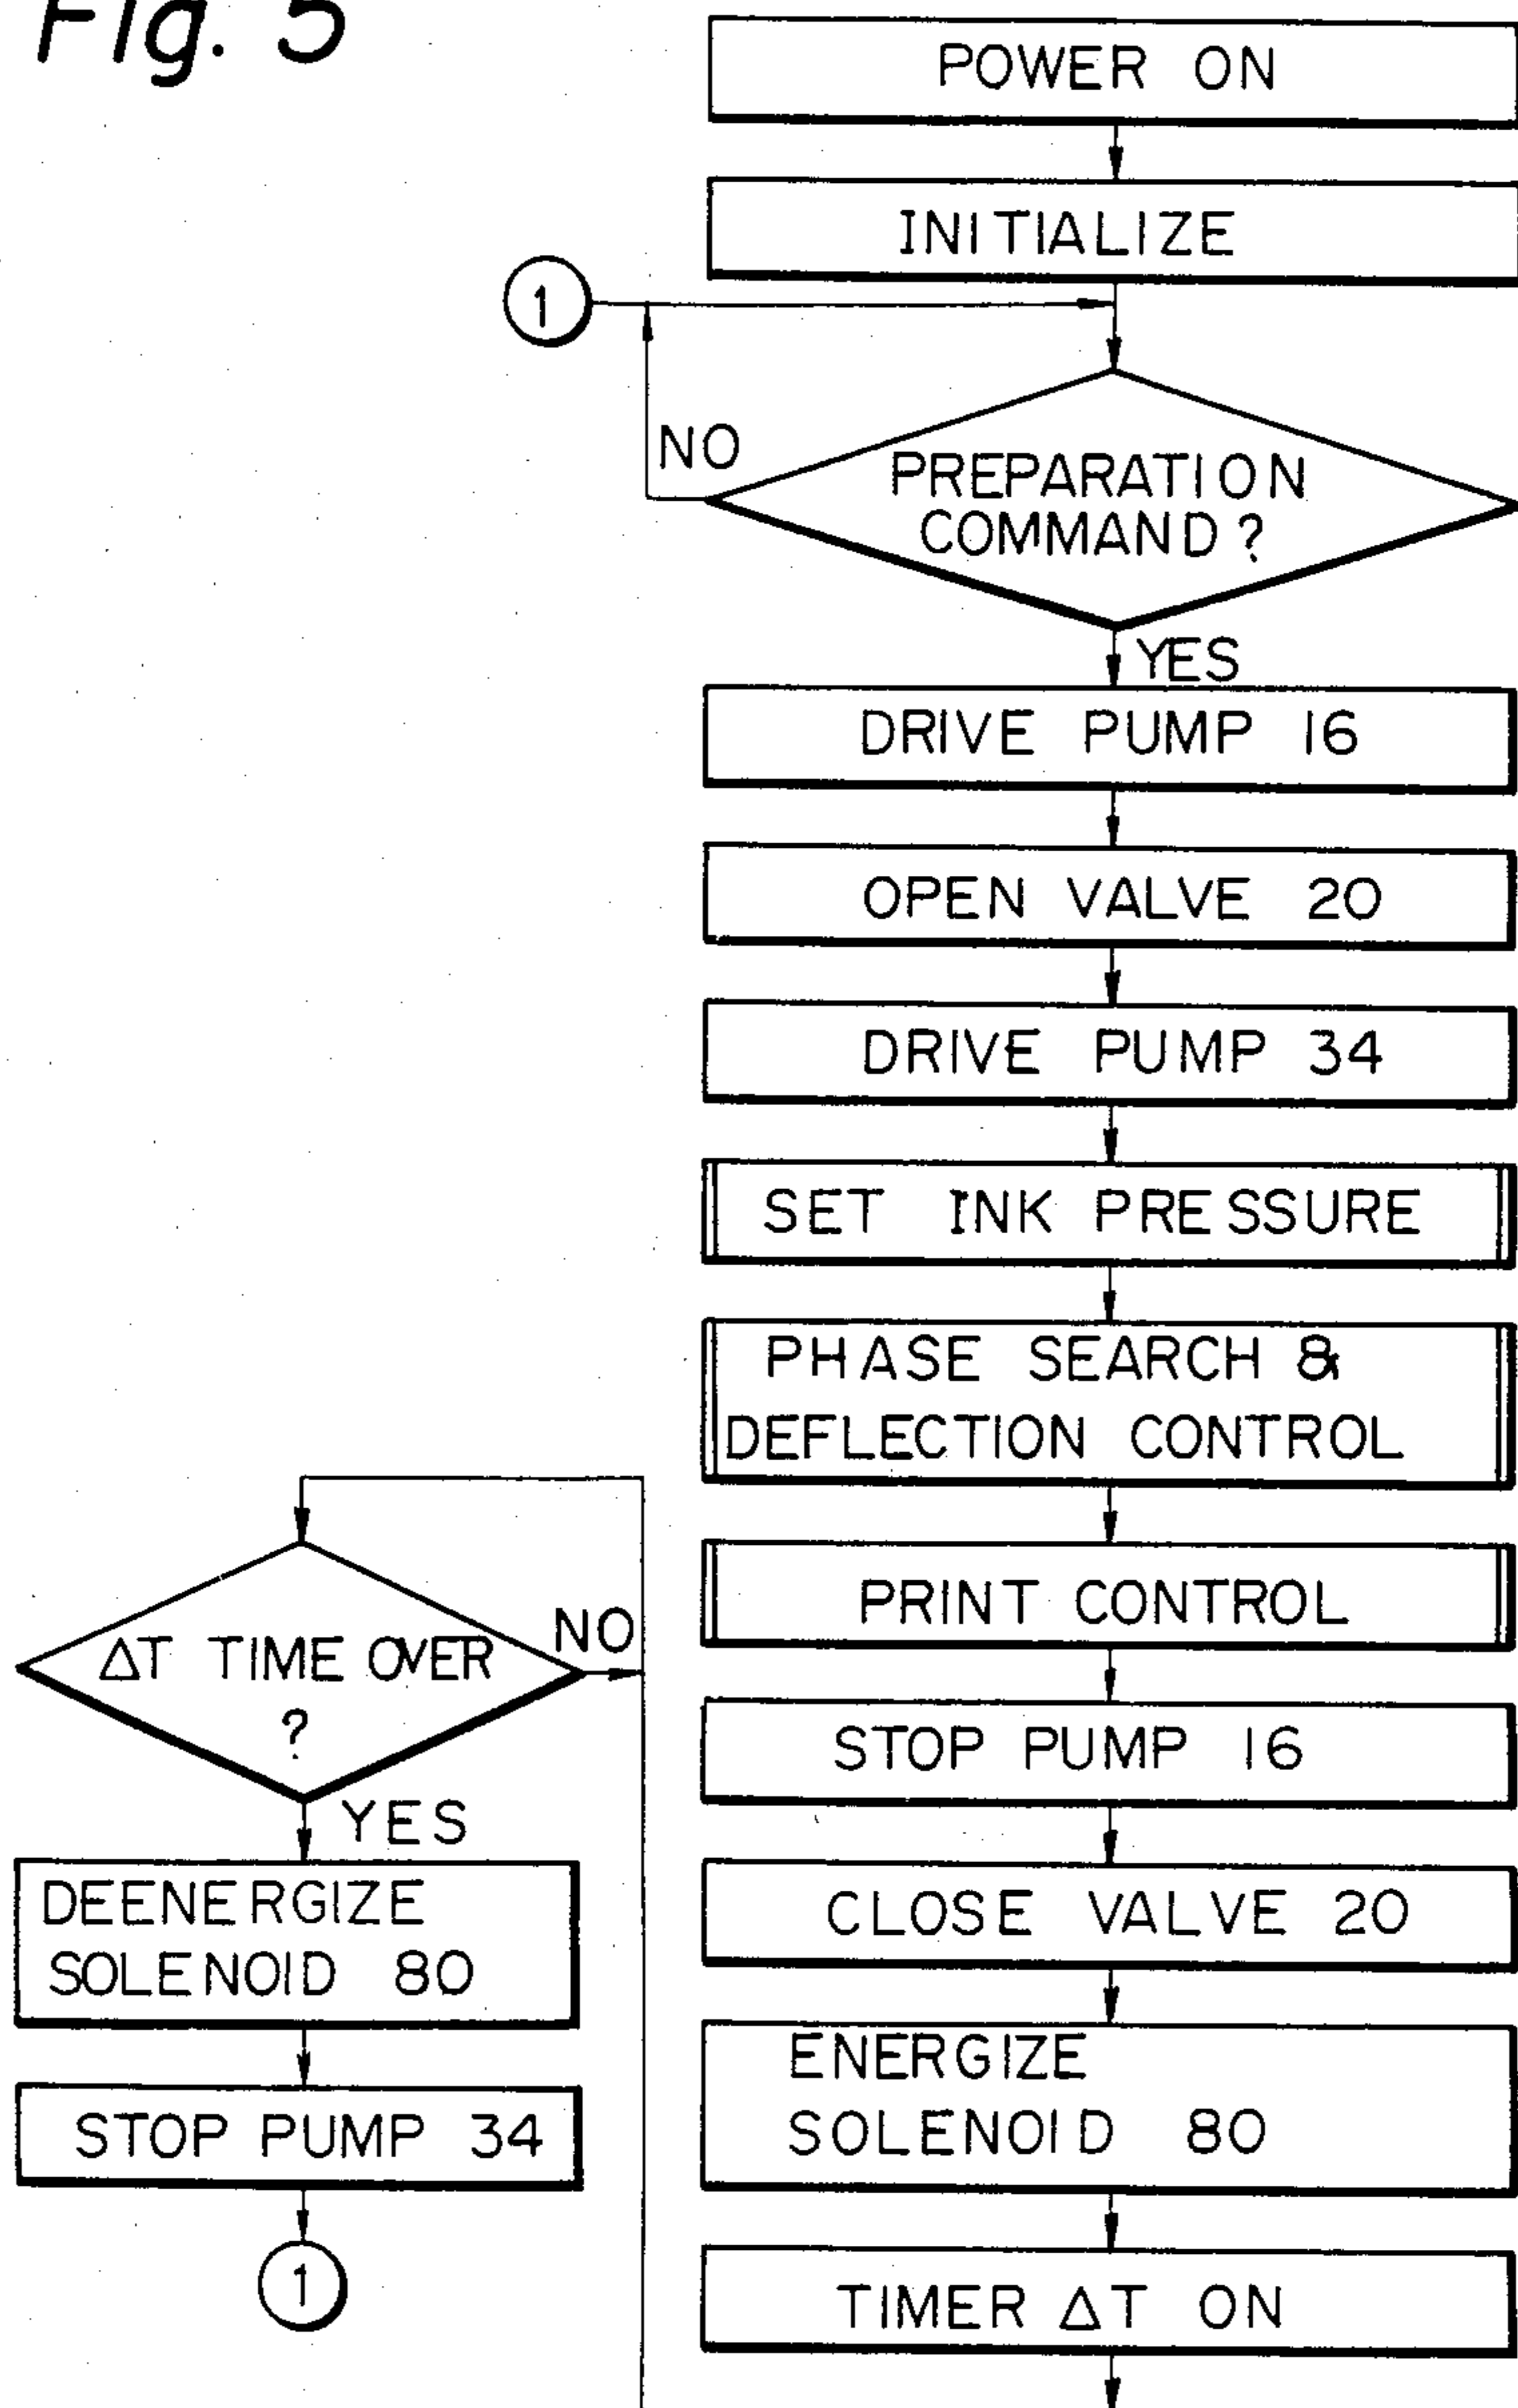 Fig. 5
POWER ON
INITIALIZE
1
NO
PREPARATION
COMMAND?
YES
DRIVE PUMP 16
OPEN VALVE 20
DRIVE PUMP 34
SET INK PRESSURE
PHASE SEARCH &
DEFLECTION CONTROL
PRINT CONTROL
STOP PUMP 16
CLOSE VALVE 20
ENERGIZE
SOLENOID 80
TIMER ΔT ON
ΔT TIME OVER
?
NO
YES
DEENERGIZE
SOLENOID 80
STOP PUMP 34
1